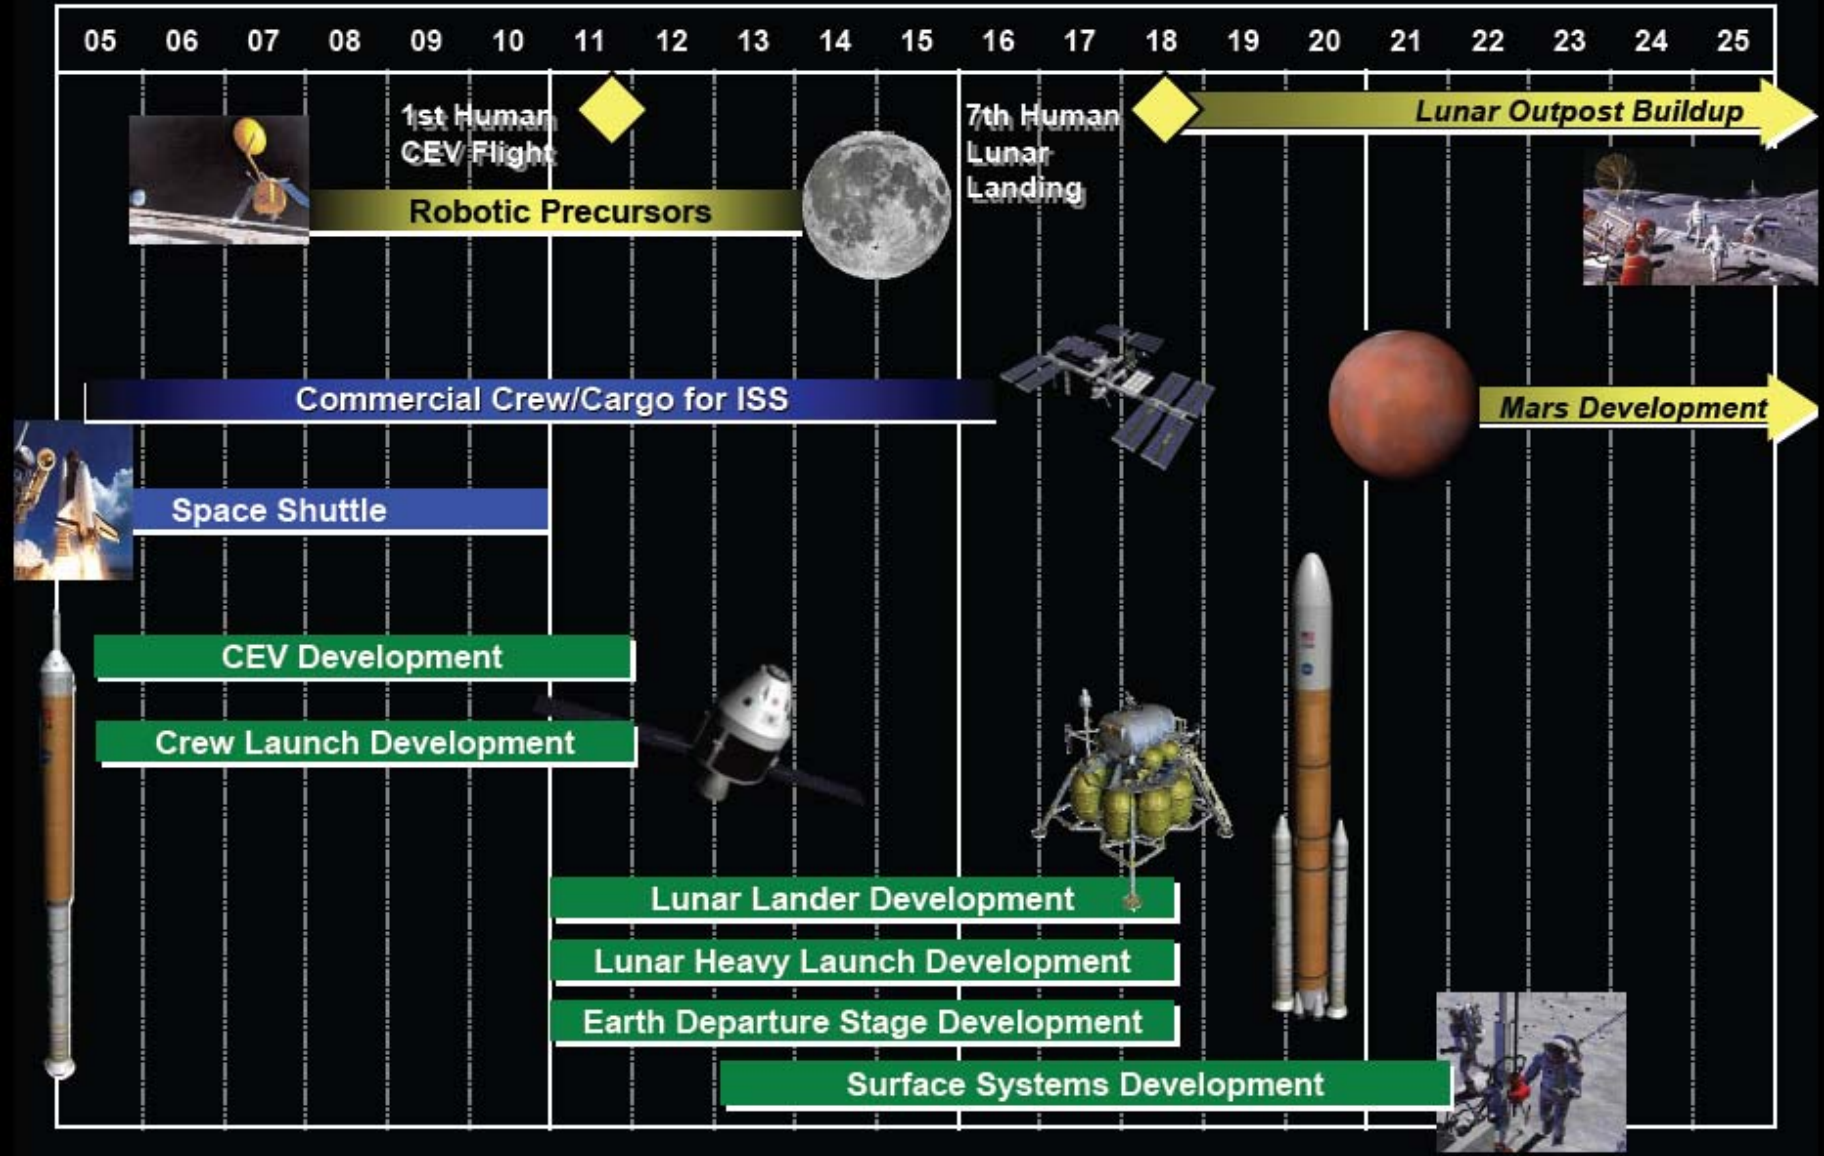 05 06 07 08 09 10 11 12 13 14 15 16 17 18 19 20 21 22 23 24 25
1st Human
CEV Flight
7th Human
Lunar
Landing
Lunar Outpost Buildup
Robotic Precursors
Commercial Crew/Cargo for ISS
Mars Development
Space Shuttle
CEV Development
Crew Launch Development
Lunar Lander Development
Lunar Heavy Launch Development
Earth Departure Stage Development
Surface Systems Development